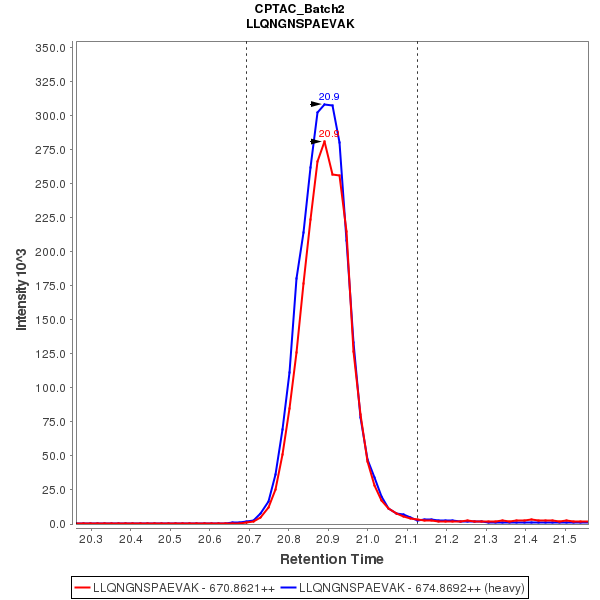 CPTAC_Batch2
LLQNGNSPAEVAK
Intensity 10^3
350.0
325.0
300.0
275.0
250.0
225.0
200.0
175.0
150.0
125.0
100.0
75.0
50.0
25.0
0.0
20.9
20.9
20.3 20.4 20.5 20.6 20.7 20.8 20.9 21.0 21.1 21.2 21.3 21.4 21.5
Retention Time
LLQNGNSPAEVAK - 670.8621++ LLQNGNSPAEVAK - 674.8692++ (heavy)